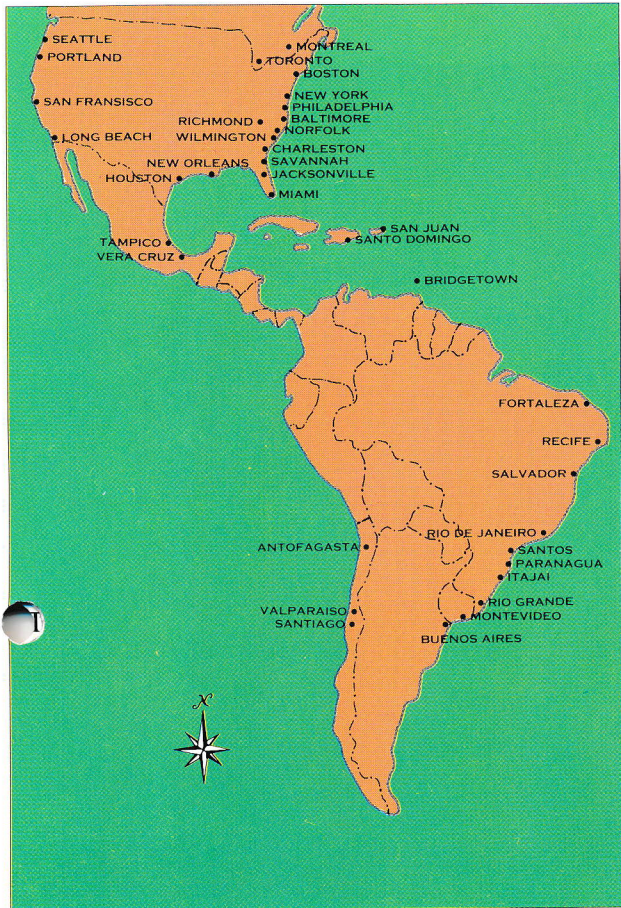 SEATTLE
MONTREAL
PORTLAND
TORONTO
BOSTON
NEW YORK
SAN FRANSISCO
PHILADELPHIA
RICHMOND
BALTIMORE
NORFOLK
LONG BEACH
WILMINGTON
CHARLESTON
NEW ORLEANS
SAVANNAH
HOUSTON
JACKSONVILLE
MIAMI
SAN JUAN
SANTO DOMINGO
TAMPICO
VERA CRUZ
BRIDGETOWN
FORTALEZA
RECIFE
SALVADOR
RIO DE JANEIRO
ANTOFAGASTA
SANTOS
PARANAGUA
ITAJAI
RIO GRANDE
VALPARAISO
MONTEVIDEO
SANTIAGO
BUENOS AIRES
N